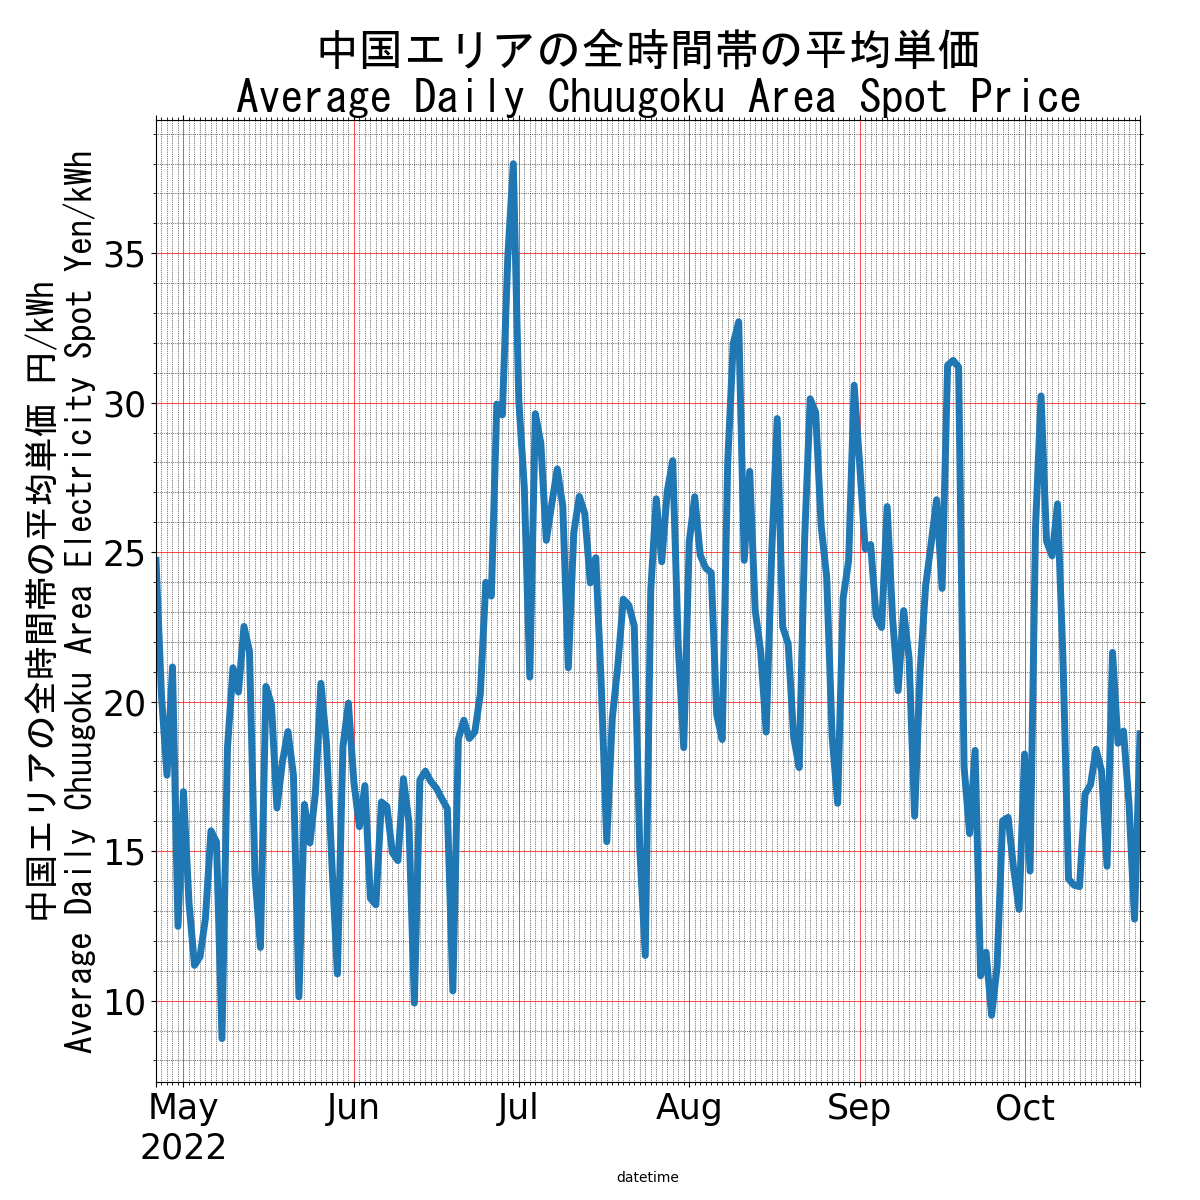 中国エリアの全時間帯の平均単価
Average Daily Chuugoku Area Spot Price
中国エリアの全時間帯の平均単価 円/kWh
Average Daily Chuugoku Area Electricity Spot Yen/kWh
35
30
25
20
15
10
May
Jun
Jul
Aug
Sep
Oct
2022
datetime